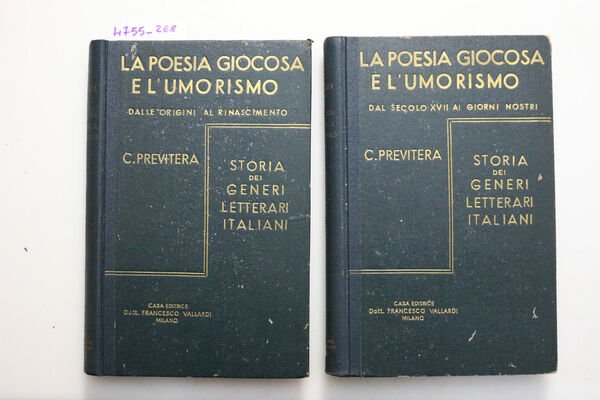 4755-268
LA POESIA GIOCOSA
E L'UMORISMO
DALLE ORIGINI AL RINASCIMENTO
C. PREVITERA
STORIA
DEI
GENERI
LETTERARI
ITALIANI
CASA EDITRICE
Dott. FRANCESCO VALLARDI
MILANO
LA POESIA GIOCOSA
E L'UMORISMO
DAL SECOLO XVII AI GIORNI NOSTRI
C. PREVITERA
STORIA
DEI
GENERI
LETTERARI
ITALIANI
CASA EDITRICE
Dott. FRANCESCO VALLARDI
MILANO